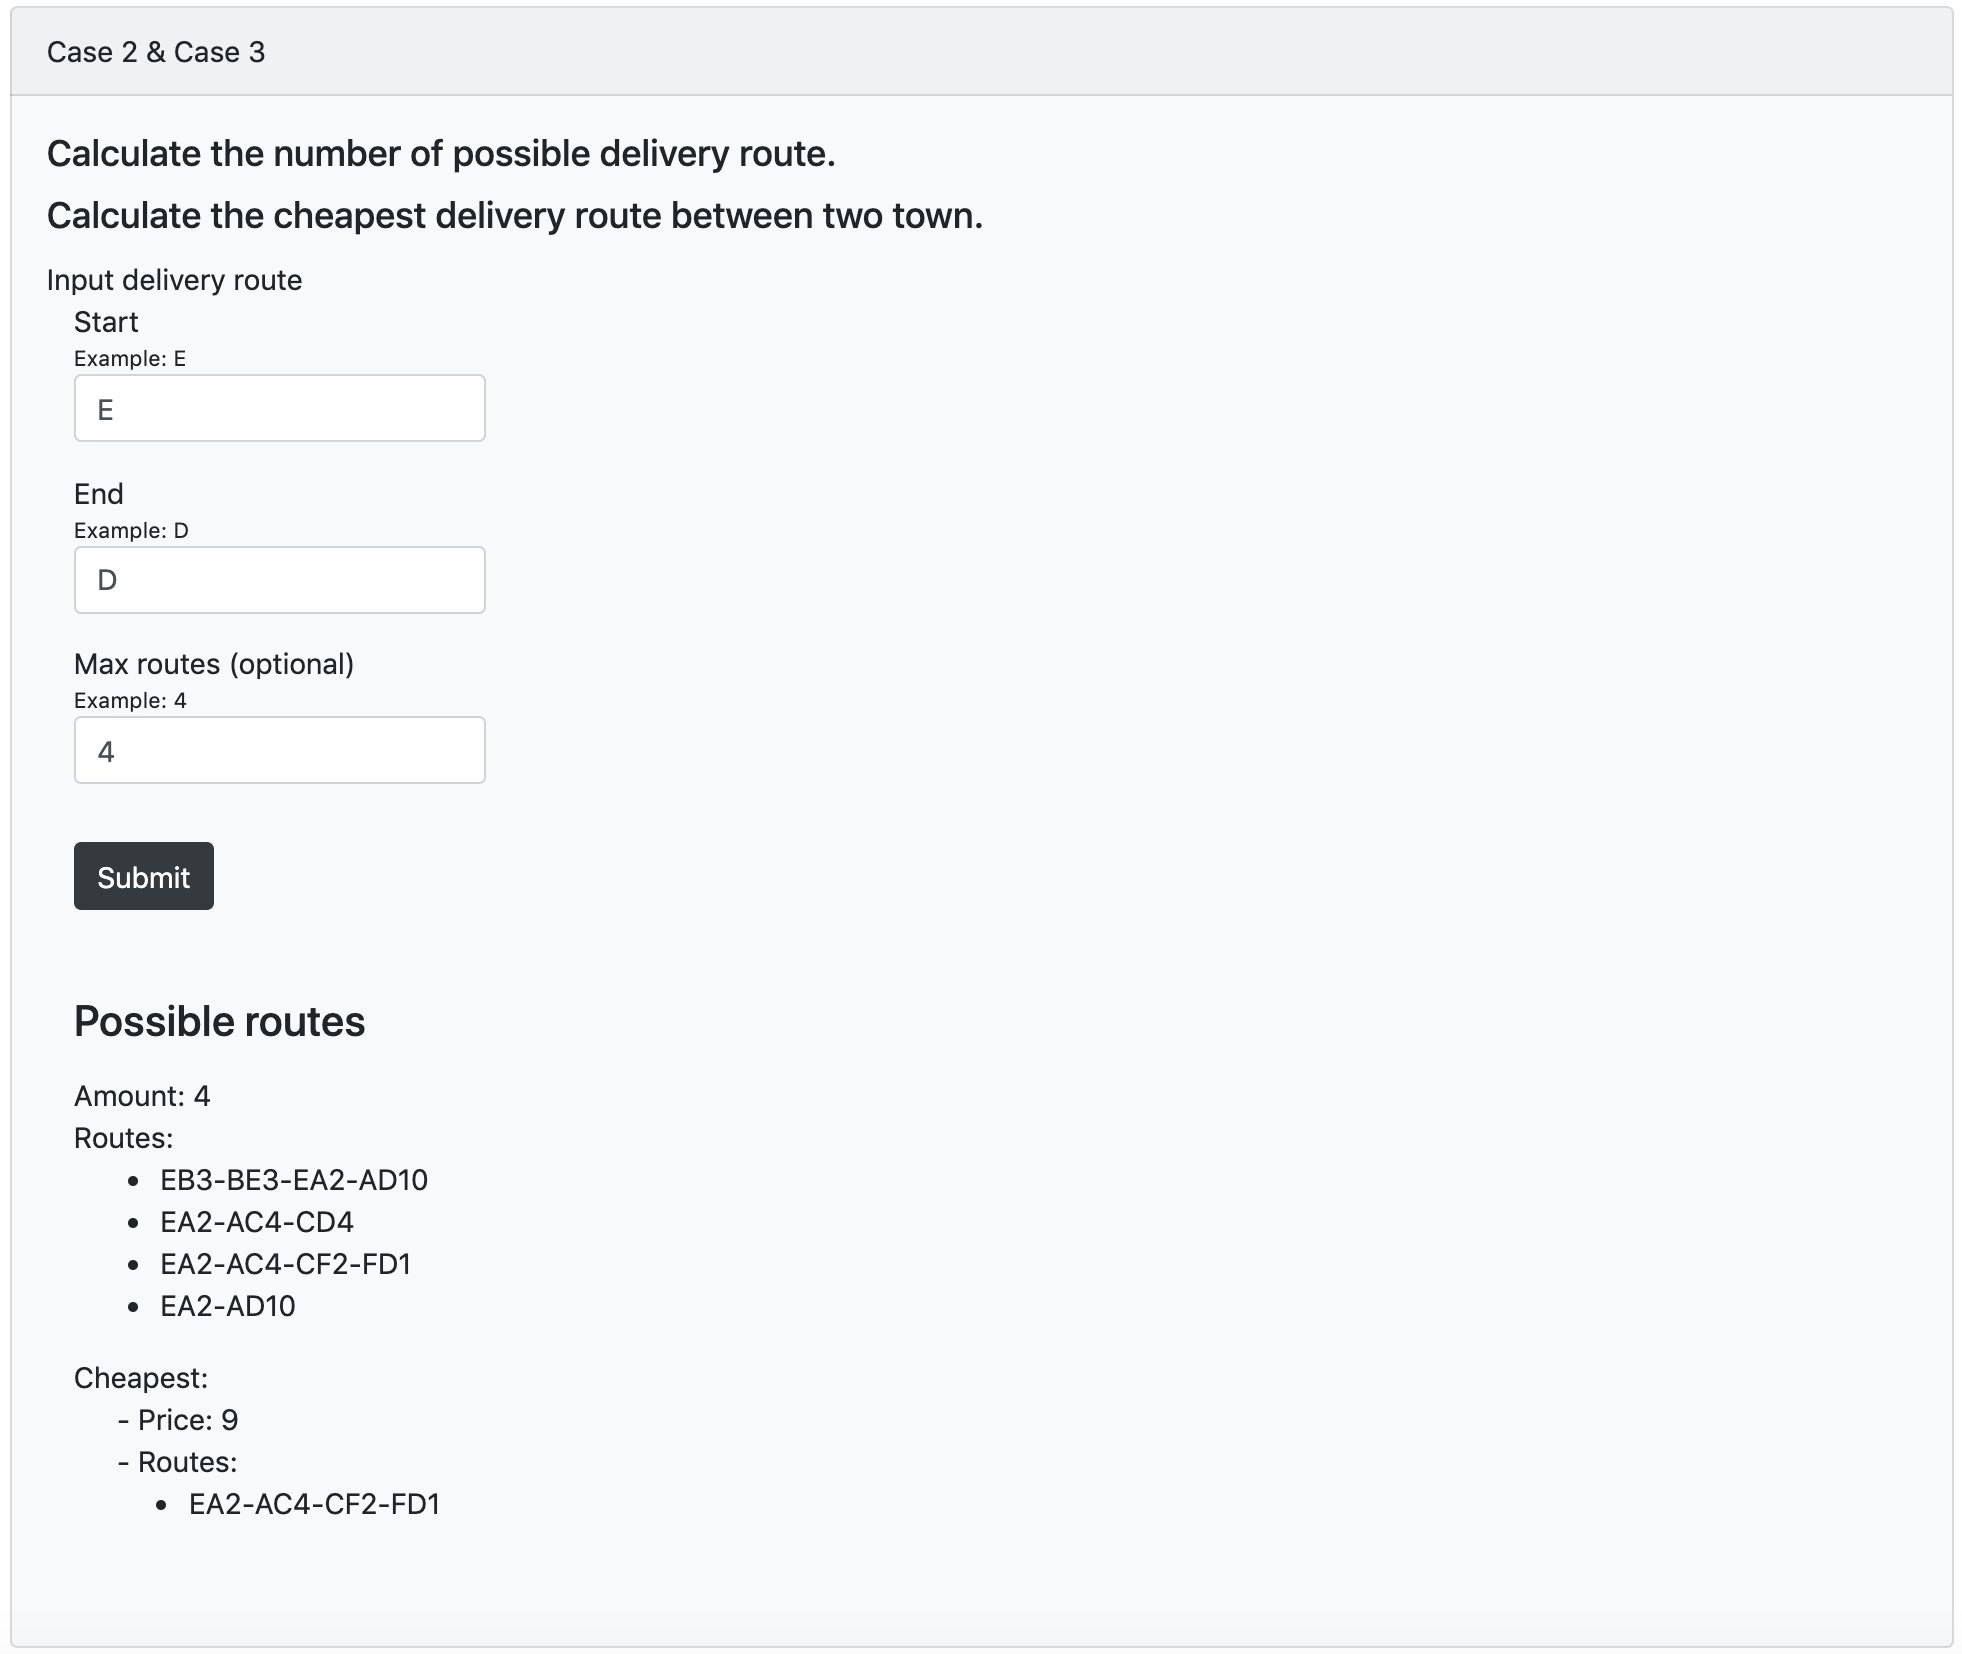 Case 2 & Case 3
Calculate the number of possible delivery route.
Calculate the cheapest delivery route between two town.
Input delivery route
Start
Example: E
E
End
Example: D
D
Max routes (optional)
Example: 4
4
Submit
Possible routes
Amount: 4
Routes:
• EB3-BE3-EA2-AD10
• EA2-AC4-CD4
• EA2-AC4-CF2-FD1
• EA2-AD10
Cheapest:
- Price: 9
- Routes:
• EA2-AC4-CF2-FD1